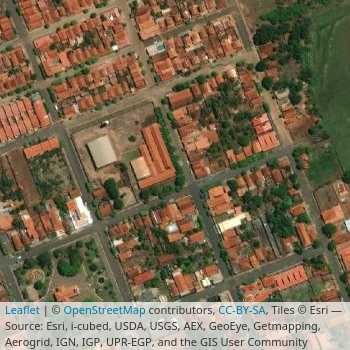 Leaflet | © OpenStreetMap contributors, CC-BY-SA, Tiles © Esri —
Source: Esri, i-cubed, USDA, USGS, AEX, GeoEye, Getmapping,
Aerogrid, IGN, IGP, UPR-EGP, and the GIS User Community